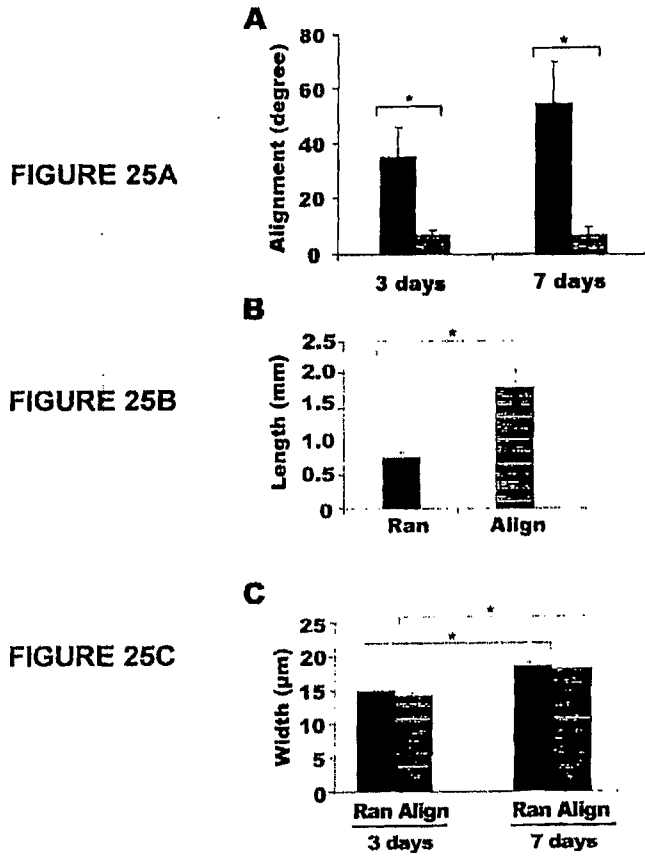 FIGURE 25A
A
Alignment (degree)
80
60
40
20
0
*
*
3 days
7 days
FIGURE 25B
B
Length (mm)
2.5
2.0
1.5
1.0
0.5
0
*
Ran
Align
FIGURE 25C
C
Width (µm)
25
20
15
10
5
0
*
*
Ran Align
Ran Align
3 days
7 days